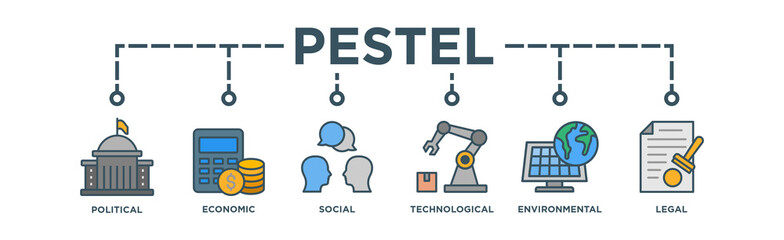 PESTEL
POLITICAL
ECONOMIC
$
SOCIAL
TECHNOLOGICAL
ENVIRONMENTAL
LEGAL